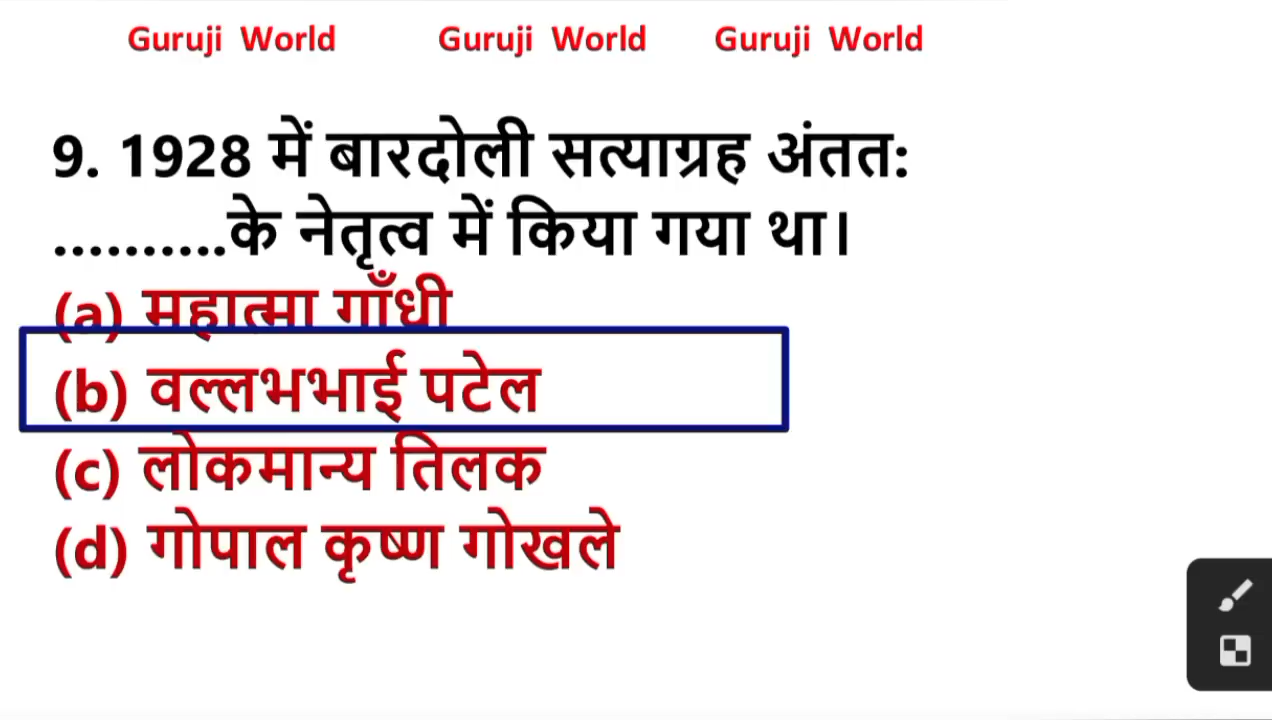 Guruji World Guruji World Guruji World
9. 1928 में बारदोली सत्याग्रह अंतत:
..........के नेतृत्व में किया गया था।
(a) महात्मा गाँधी
(b) वल्लभभाई पटेल
(c) लोकमान्य तिलक
(d) गोपाल कृष्ण गोखले